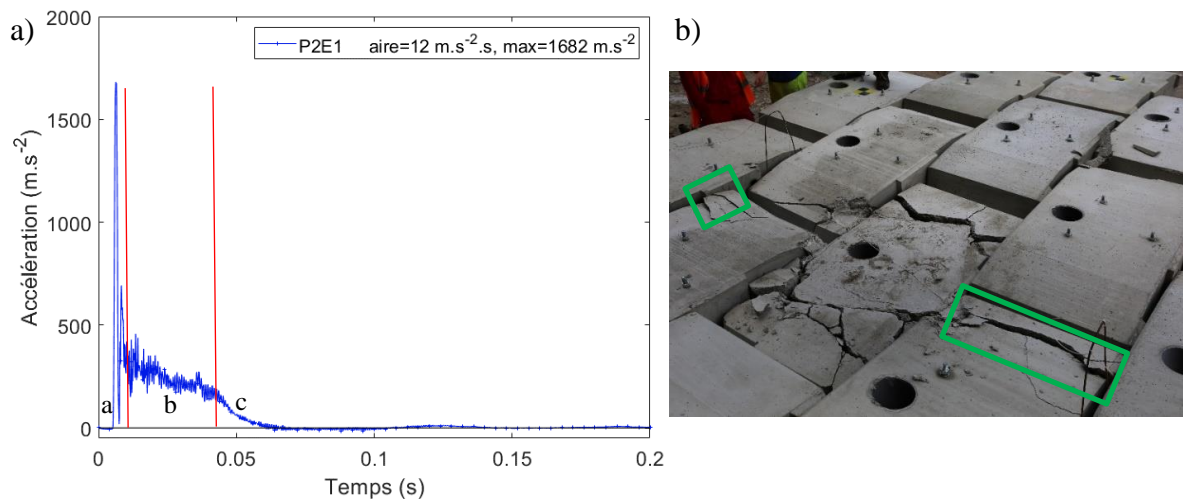 a)
b)
2000
1500
1000
500
0
Accélération (m.s⁻²)
P2E1 aire=12 m.s⁻².s, max=1682 m.s⁻²
a
b
c
0 0.05 0.1 0.15 0.2
Temps (s)